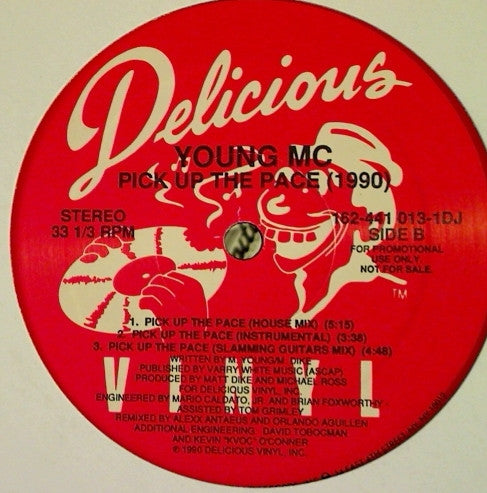 Delicious
YOUNG MC
PICK UP THE PACE (1990)
STEREO
33 1/3 RPM
162-441 013-1DJ
SIDE B
FOR PROMOTIONAL
USE ONLY
NOT FOR SALE.
TM
1. PICK UP THE PACE (HOUSE MIX) (5:15)
2. PICK UP THE PACE (INSTRUMENTAL) (3:38)
3. PICK UP THE PACE (SLAMMING GUITARS MIX) (4:48)
WRITTEN BY M. YOUNG/M. DIKE
PUBLISHED BY VARRY WHITE MUSIC (ASCAP)
PRODUCED BY MATT DIKE AND MICHAEL ROSS
FOR DELICIOUS VINYL, INC.
ENGINEERED BY MARIO CALDATO, JR. AND BRIAN FOXWORTHY
ASSISTED BY TOM GRIMLEY
REMIXED BY ALEXX ANTAEUS AND ORLANDO AGUILLEN
ADDITIONAL ENGINEERING: DAVID TOBOCMAN
AND KEVIN "KVOC" O'CONNER
© 1990 DELICIOUS VINYL, INC.
VINYL